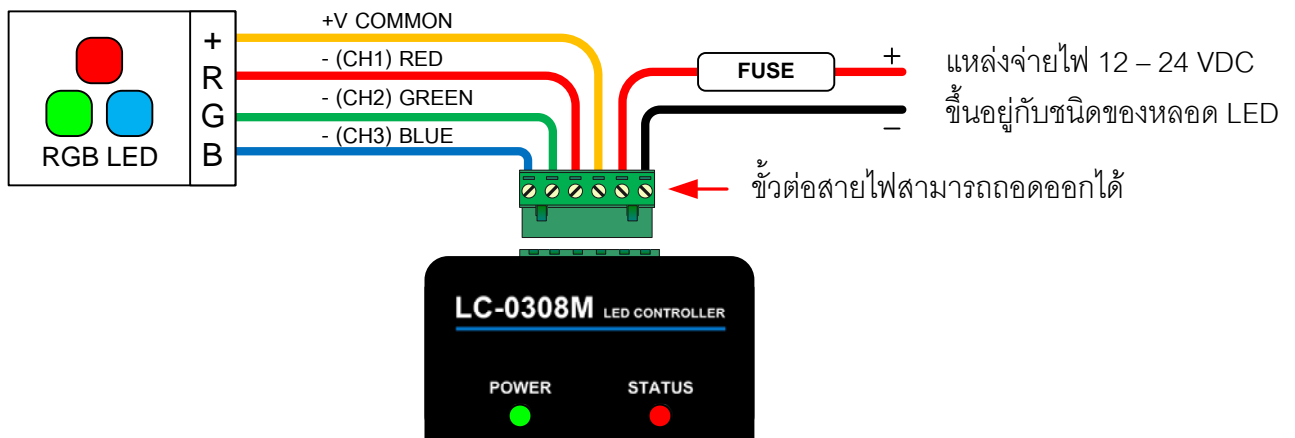 +V COMMON
- (CH1) RED
- (CH2) GREEN
- (CH3) BLUE
+
R
G
B
RGB LED
FUSE
+
–
แหล่งจ่ายไฟ 12 – 24 VDC
ขึ้นอยู่กับชนิดของหลอด LED
ขั้วต่อสายไฟสามารถถอดออกได้
LC-0308M LED CONTROLLER
POWER STATUS